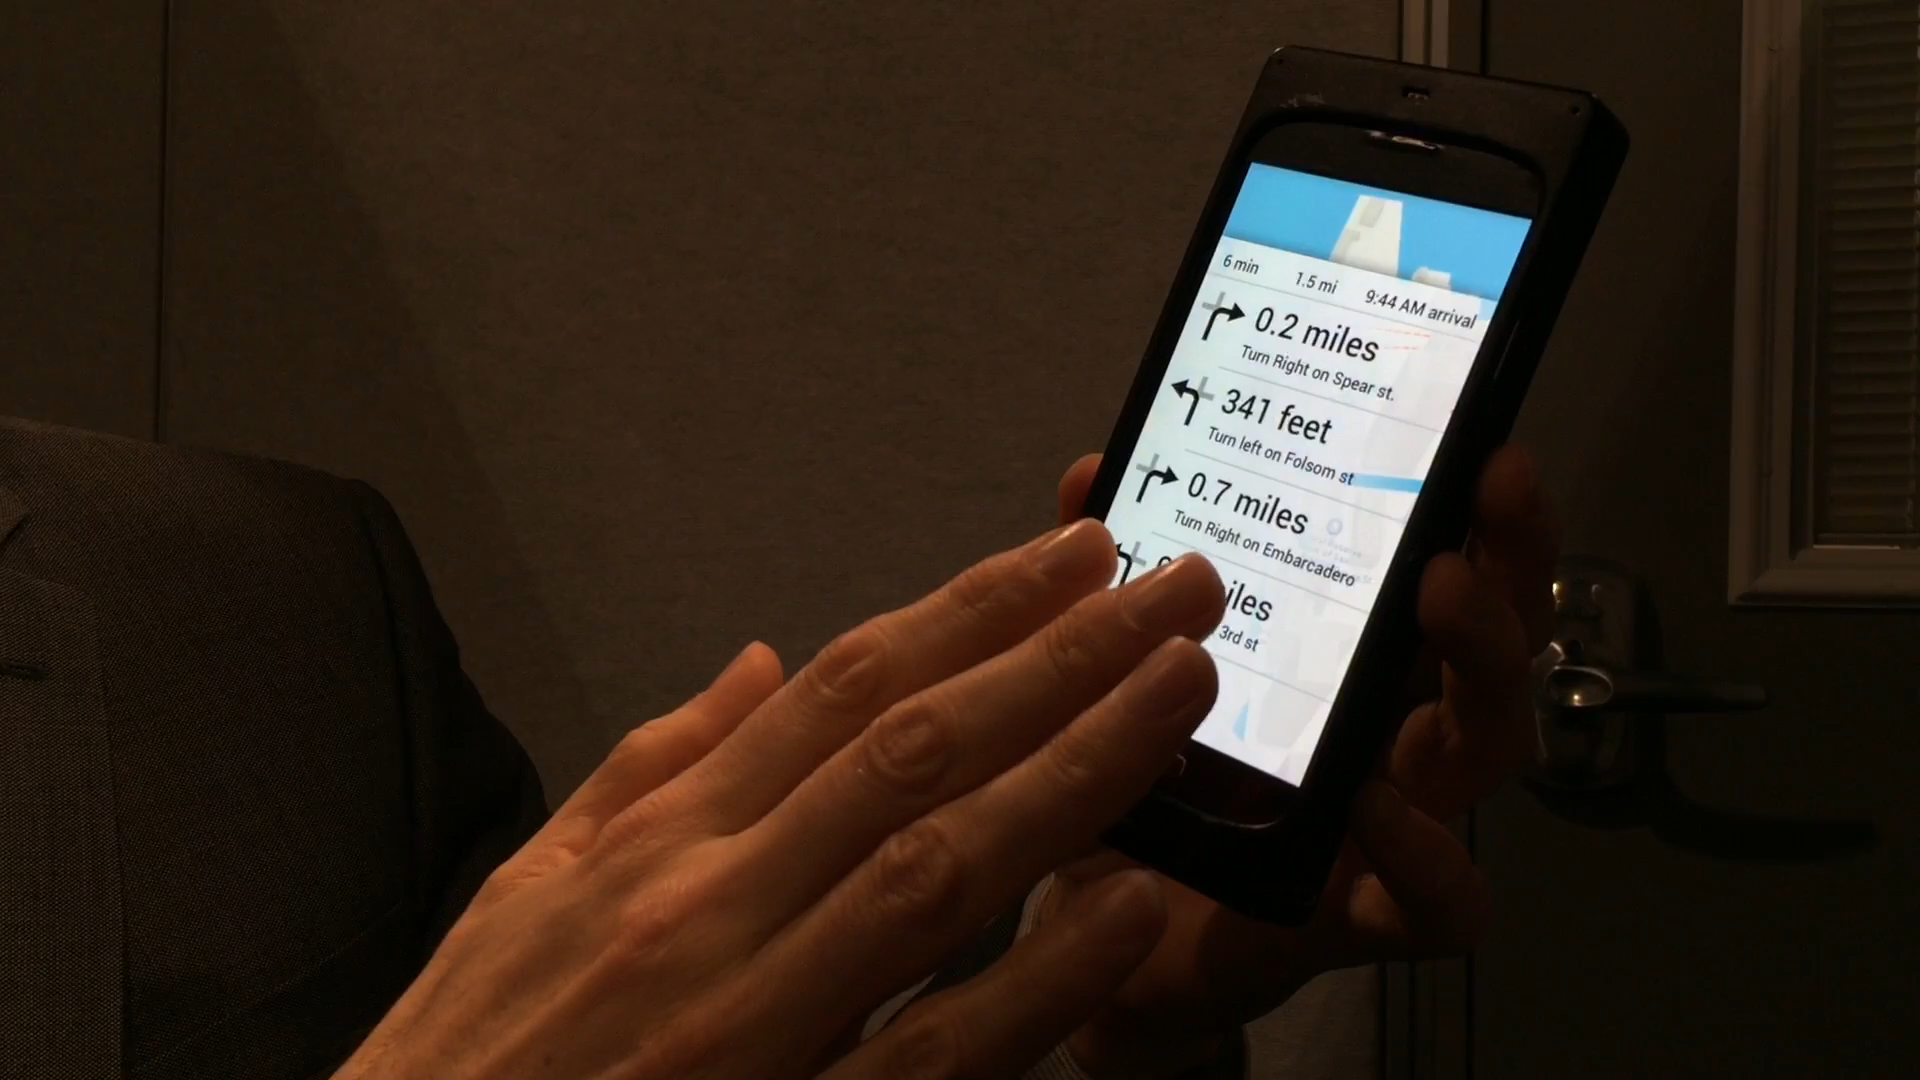 6 min 1.5 mi 9:44 AM arrival
0.2 miles
Turn Right on Spear st.
341 feet
Turn left on Folsom st
0.7 miles
Turn Right on Embarcadero
iles
3rd st